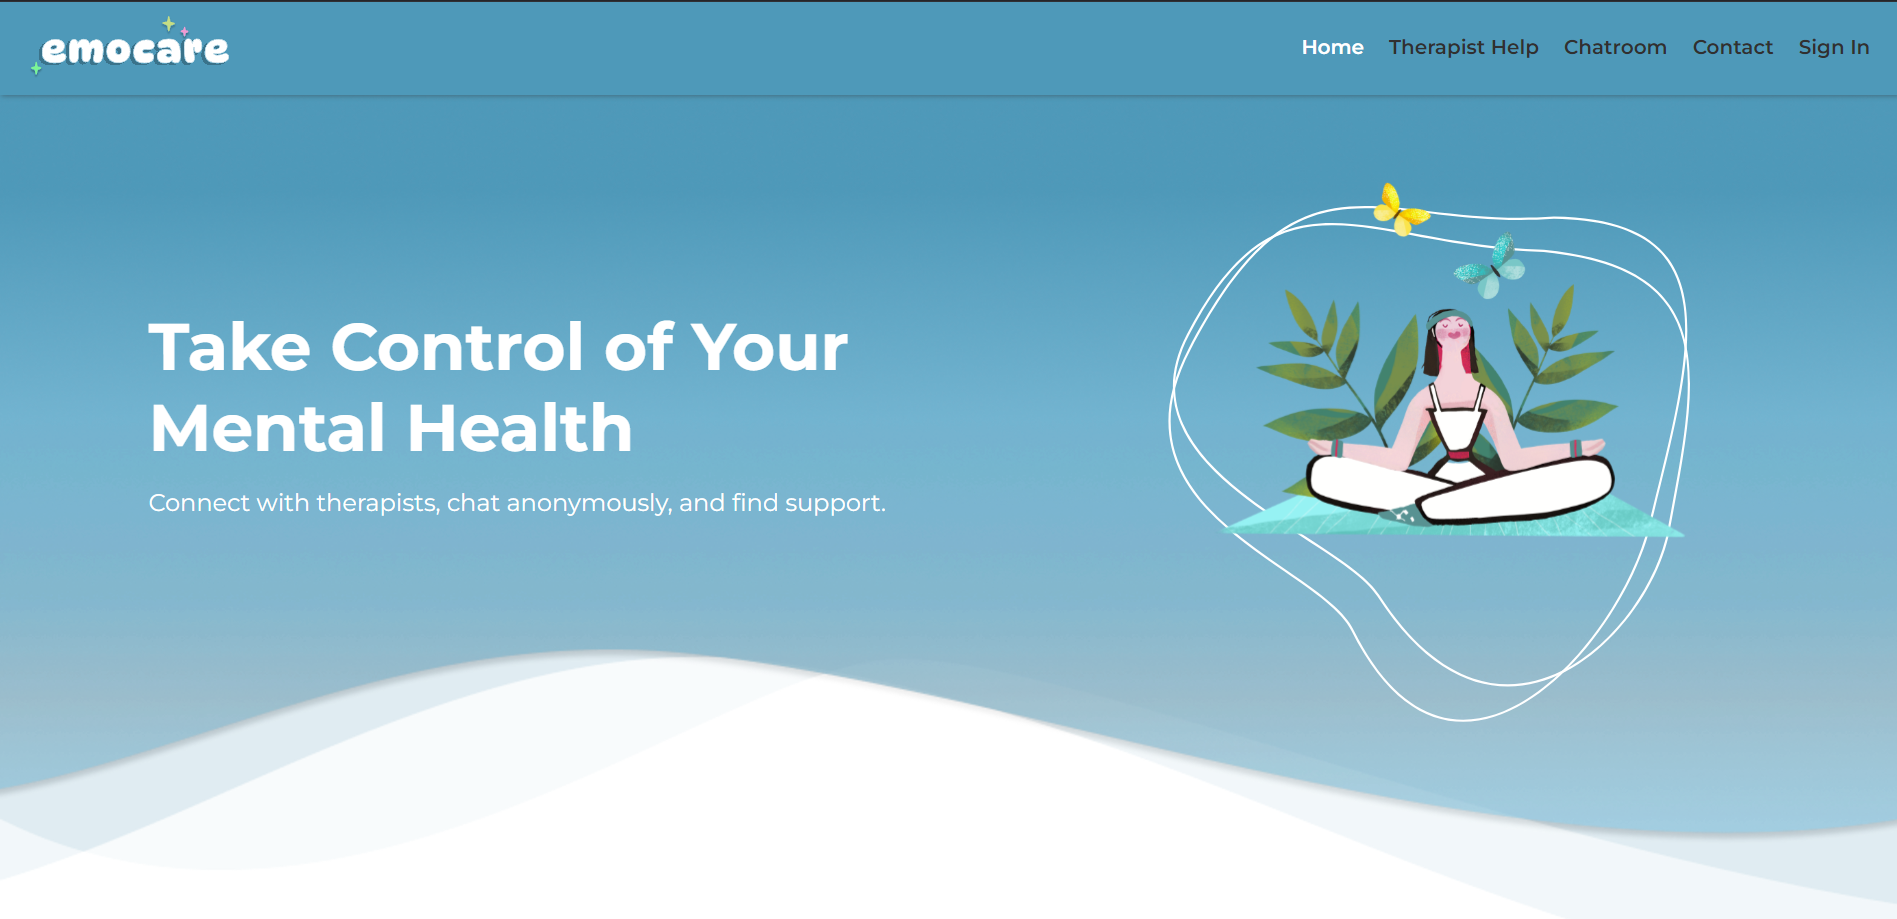 emocare
Home Therapist Help Chatroom Contact Sign In
Take Control of Your
Mental Health
Connect with therapists, chat anonymously, and find support.